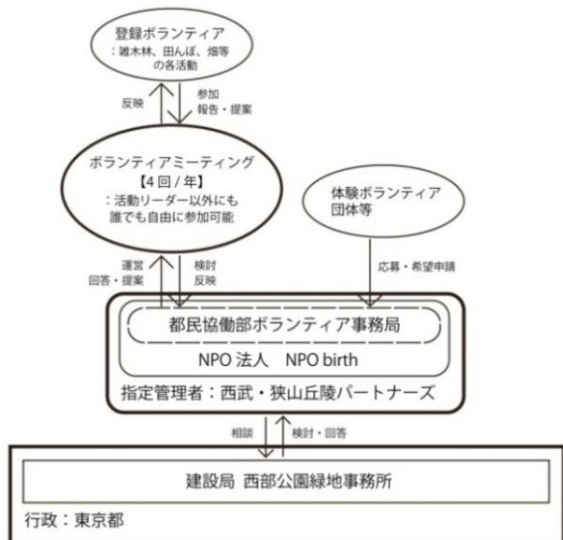 登録ボランティア
：雑木林、田んぼ、畑等
の各活動
反映
参加
報告・提案
ボランティアミーティング
【4回/年】
：活動リーダー以外にも
誰でも自由に参加可能
体験ボランティア
団体等
運営
回答・提案
検討
反映
応募・希望申請
都民協働部ボランティア事務局
NPO法人　NPO birth
指定管理者：西武・狭山丘陵パートナーズ
相談
検討・回答
建設局 西部公園緑地事務所
行政：東京都